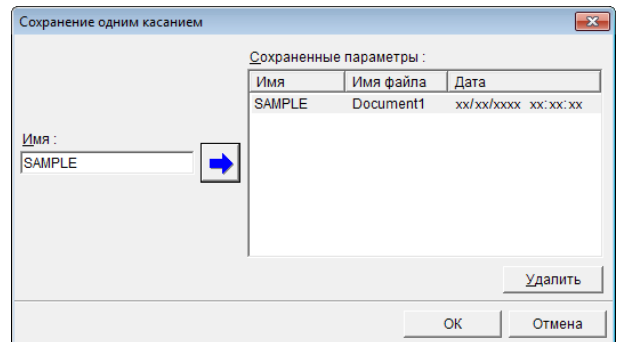 Сохранение одним касанием
Сохраненные параметры :
Имя Имя файла Дата
SAMPLE Document1 xx/xx/xxxx xx:xx:xx
Имя :
SAMPLE
Удалить
ОК Отмена